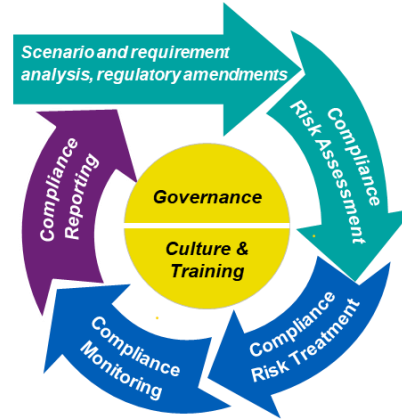 Scenario and requirement
analysis, regulatory amendments
Compliance
Risk Assessment
Compliance
Risk Treatment
Compliance
Monitoring
Compliance
Reporting
Governance
Culture &
Training